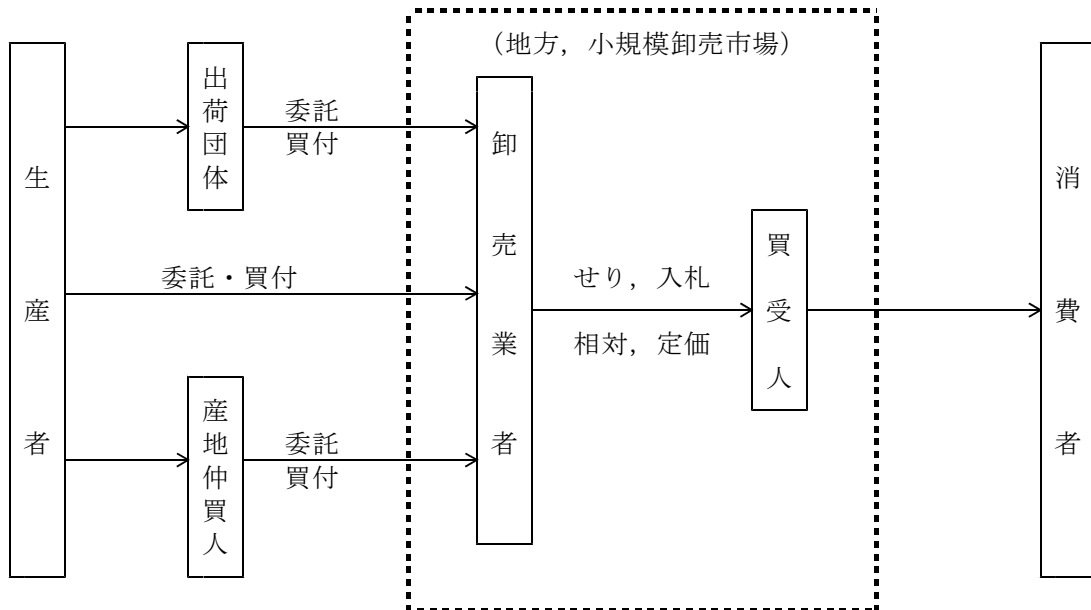 （地方，小規模卸売市場）
生産者
出荷団体
委託
買付
委託・買付
産地仲買人
委託
買付
卸売業者
せり，入札
相対，定価
買受人
消費者